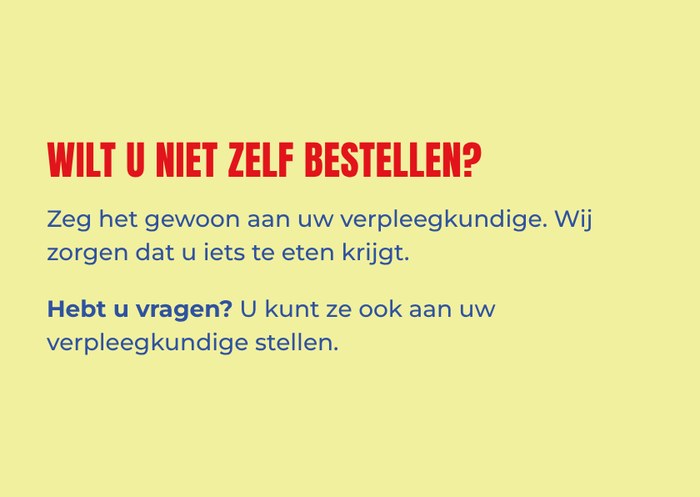 WILT U NIET ZELF BESTELLEN?
Zeg het gewoon aan uw verpleegkundige. Wij
zorgen dat u iets te eten krijgt.
Hebt u vragen? U kunt ze ook aan uw
verpleegkundige stellen.